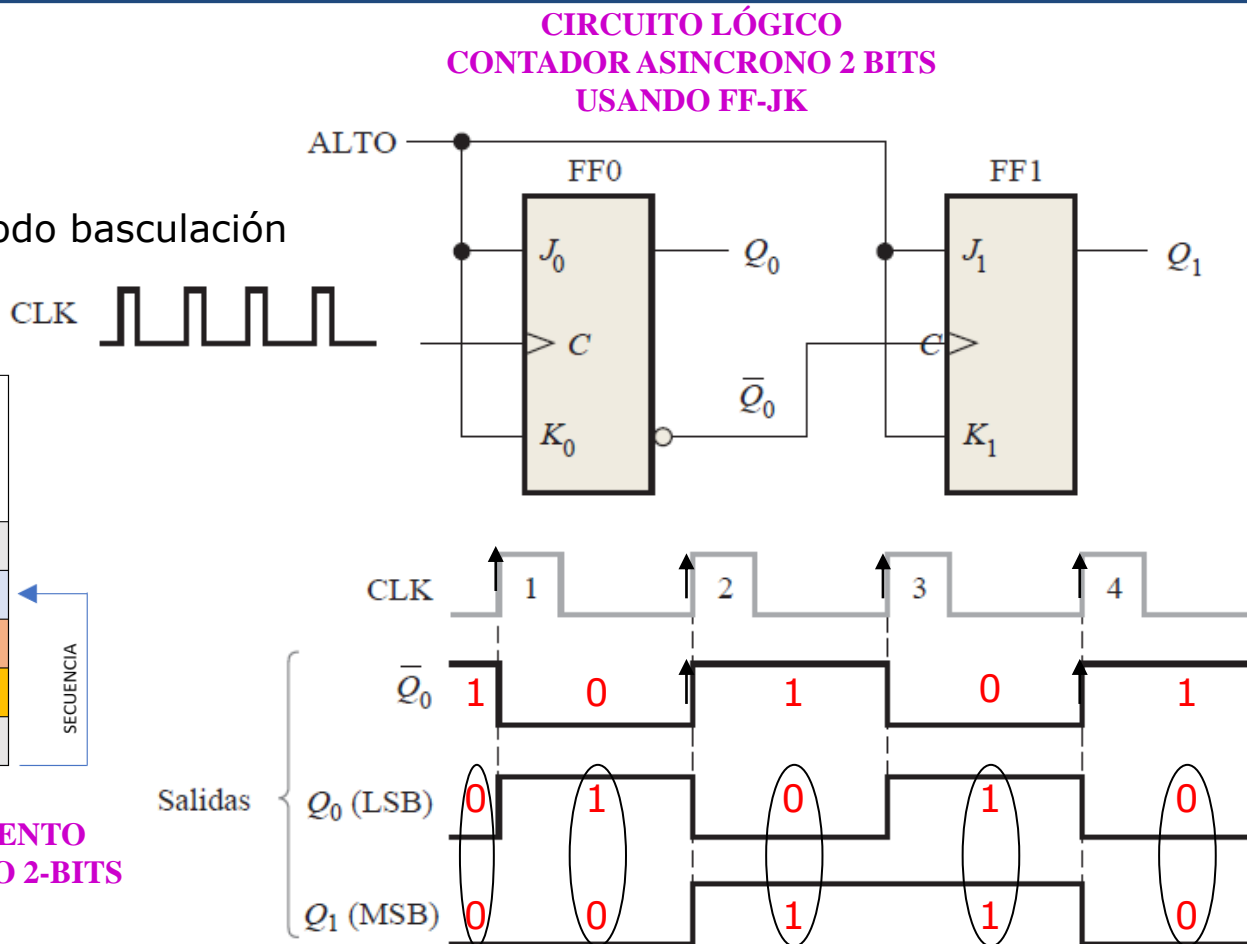 CIRCUITO LÓGICO
CONTADOR ASINCRONO 2 BITS
USANDO FF-JK
ALTO
FF0
FF1
odo basculación
J0
Q0
J1
Q1
CLK
C
C
Q̅0
K0
K1
CLK 1 2 3 4
SECUENCIA
Q̅0 1 0 1 0 1
Salidas
Q0 (LSB) 0 1 0 1 0
ENTO
O 2-BITS
Q1 (MSB) 0 0 1 1 0